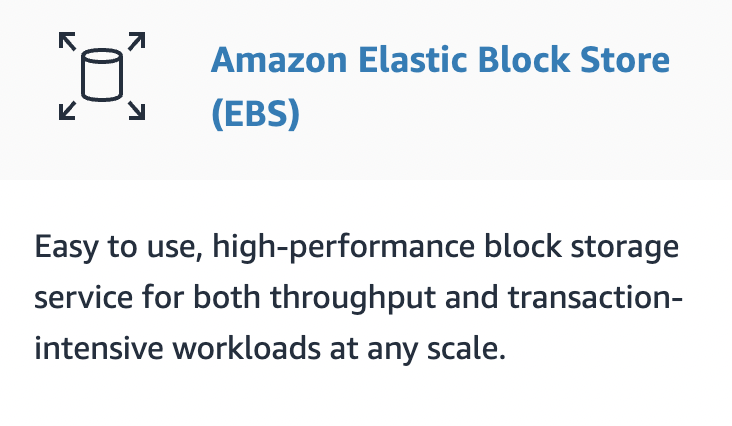 Amazon Elastic Block Store
(EBS)
Easy to use, high-performance block storage
service for both throughput and transaction-
intensive workloads at any scale.